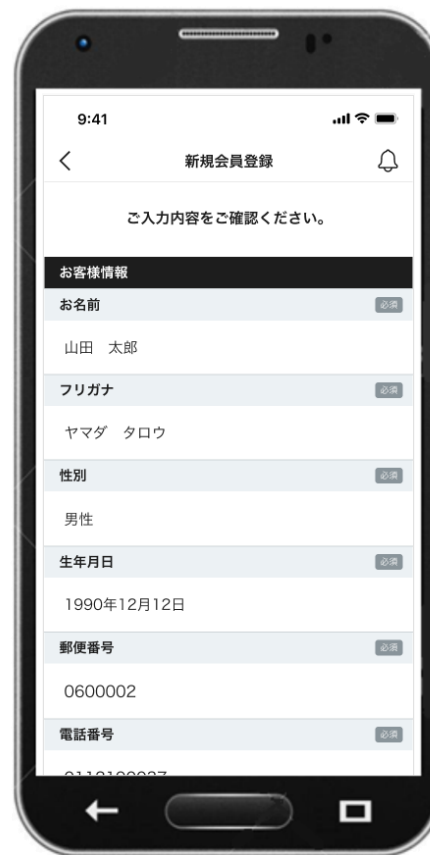 9:41
新規会員登録
ご入力内容をご確認ください。
お客様情報
お名前 必須
山田 太郎
フリガナ 必須
ヤマダ タロウ
性別 必須
男性
生年月日 必須
1990年12月12日
郵便番号 必須
0600002
電話番号 必須